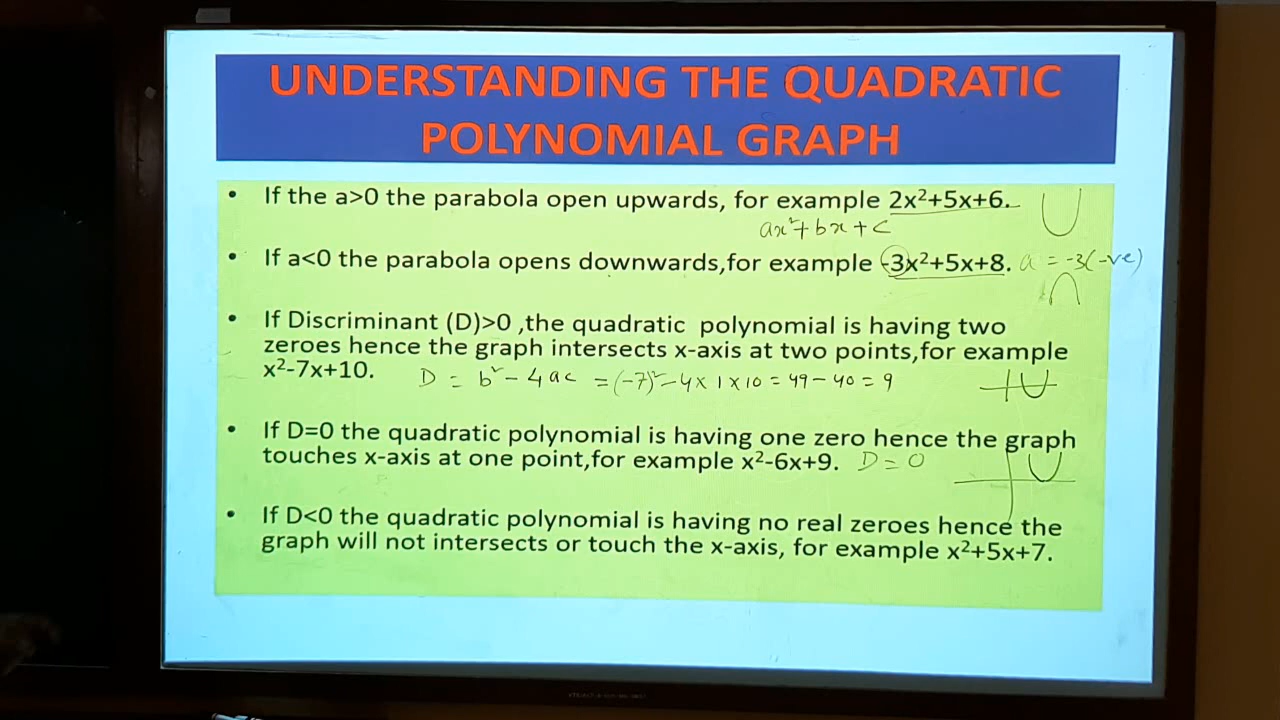 UNDERSTANDING THE QUADRATIC
POLYNOMIAL GRAPH
• If the a>0 the parabola open upwards, for example 2x²+5x+6.
ax²+bx+c
• If a<0 the parabola opens downwards,for example -3x²+5x+8. a = -3(-ve)
• If Discriminant (D)>0 ,the quadratic polynomial is having two
zeroes hence the graph intersects x-axis at two points,for example
x²-7x+10. D = b²-4ac = (-7)²-4×1×10 = 49-40 = 9
• If D=0 the quadratic polynomial is having one zero hence the graph
touches x-axis at one point,for example x²-6x+9. D=0
• If D<0 the quadratic polynomial is having no real zeroes hence the
graph will not intersects or touch the x-axis, for example x²+5x+7.